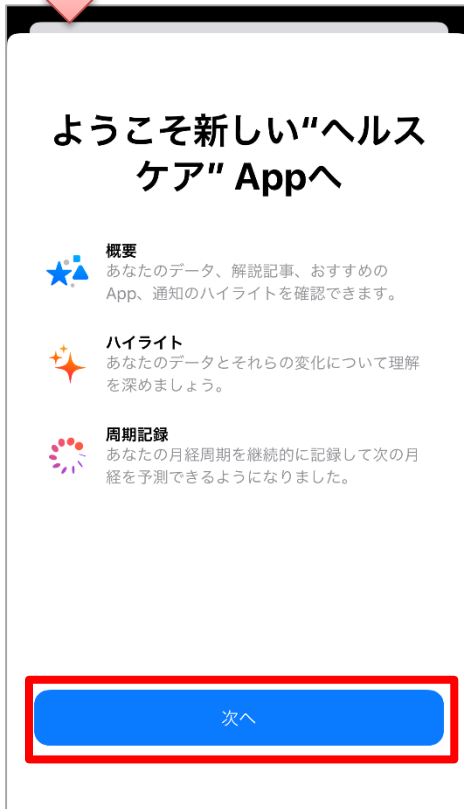 ようこそ新しい“ヘルス
ケア” Appへ
概要
あなたのデータ、解説記事、おすすめの
App、通知のハイライトを確認できます。
ハイライト
あなたのデータとそれらの変化について理解
を深めましょう。
周期記録
あなたの月経周期を継続的に記録して次の月
経を予測できるようになりました。
次へ